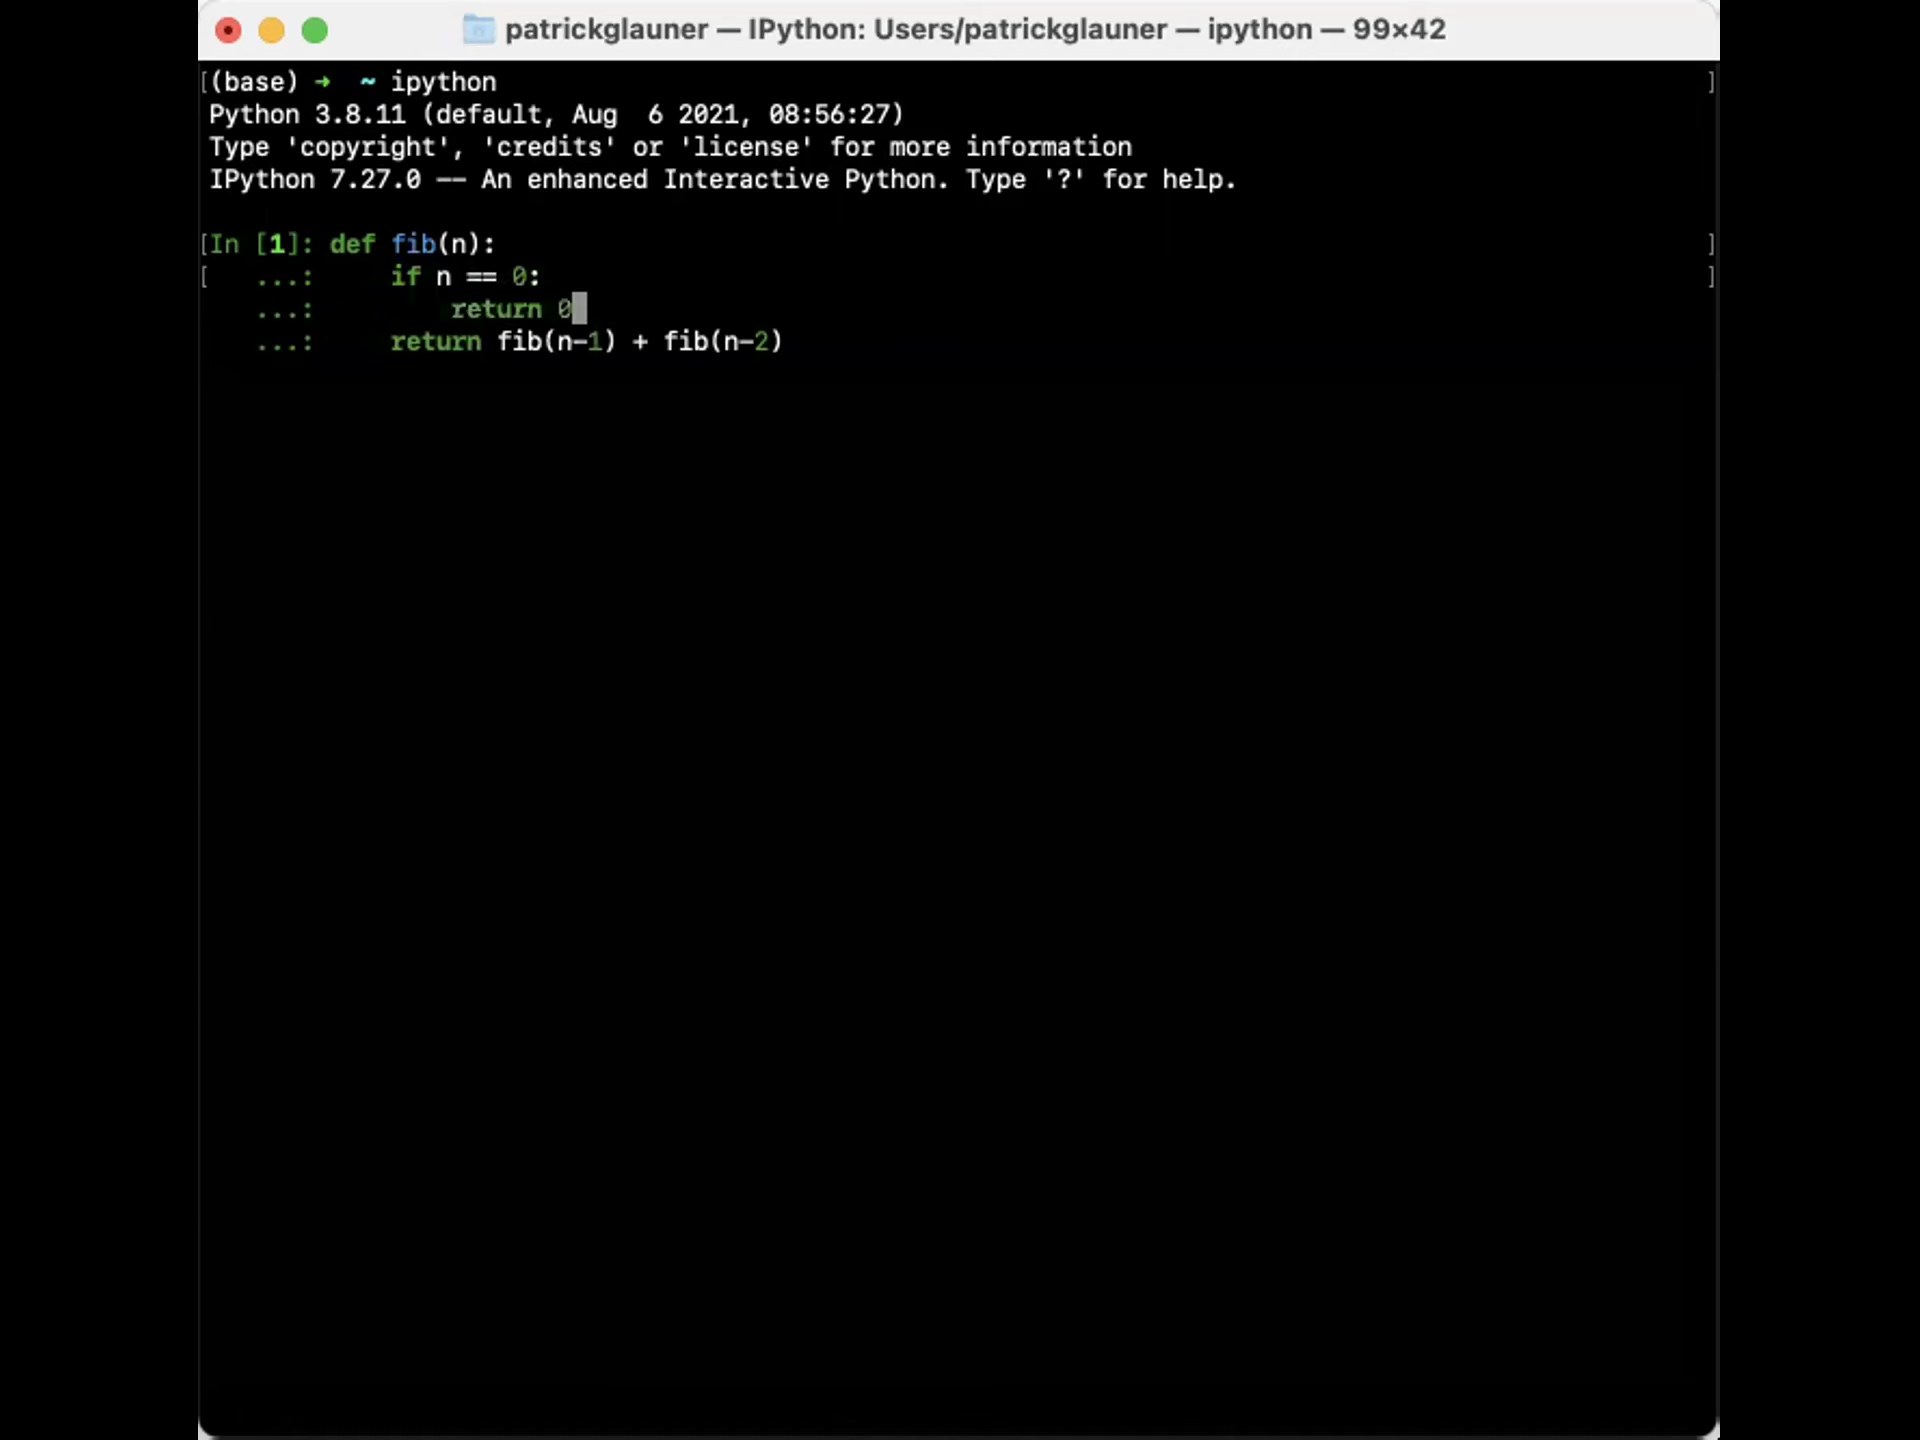 patrickglauner — IPython: Users/patrickglauner — ipython — 99×42
[(base) ➜  ~ ipython ]
Python 3.8.11 (default, Aug  6 2021, 08:56:27)
Type 'copyright', 'credits' or 'license' for more information
IPython 7.27.0 -- An enhanced Interactive Python. Type '?' for help.
[In [1]: def fib(n): ]
[   ...:     if n == 0: ]
   ...:         return 0
   ...:     return fib(n-1) + fib(n-2)